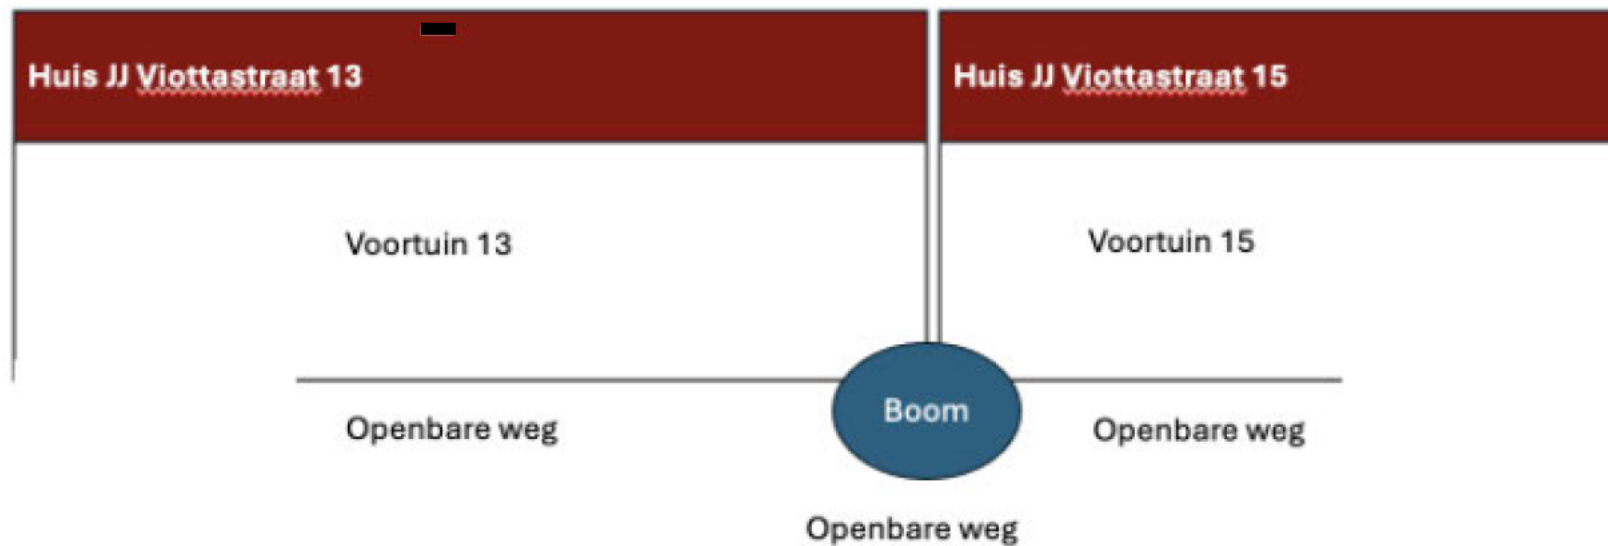 Huis JJ Viottastraat 13
Huis JJ Viottastraat 15
Voortuin 13
Voortuin 15
Boom
Openbare weg
Openbare weg
Openbare weg